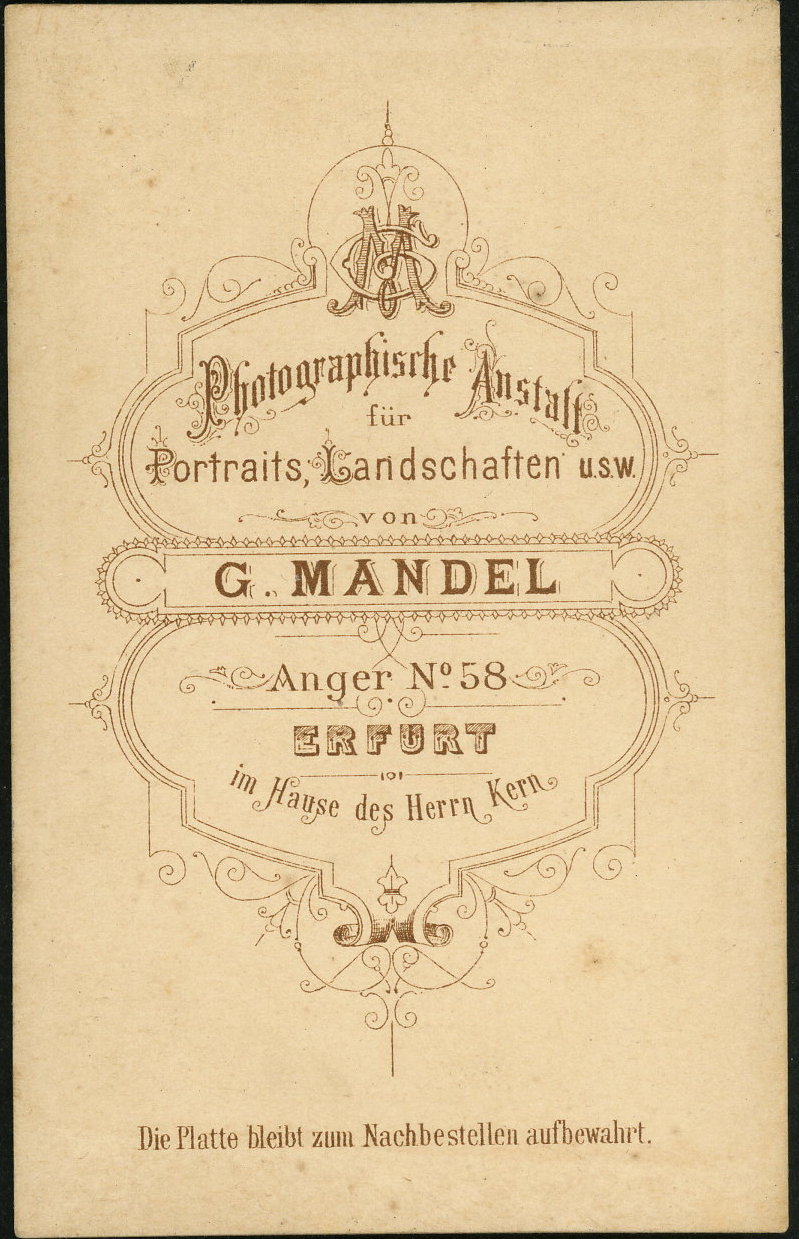 GM
Photographische Anstalt
für
Portraits, Landschaften u.s.w.
von
G. MANDEL
Anger No. 58
ERFURT
im Hause des Herrn Kern
Die Platte bleibt zum Nachbestellen aufbewahrt.